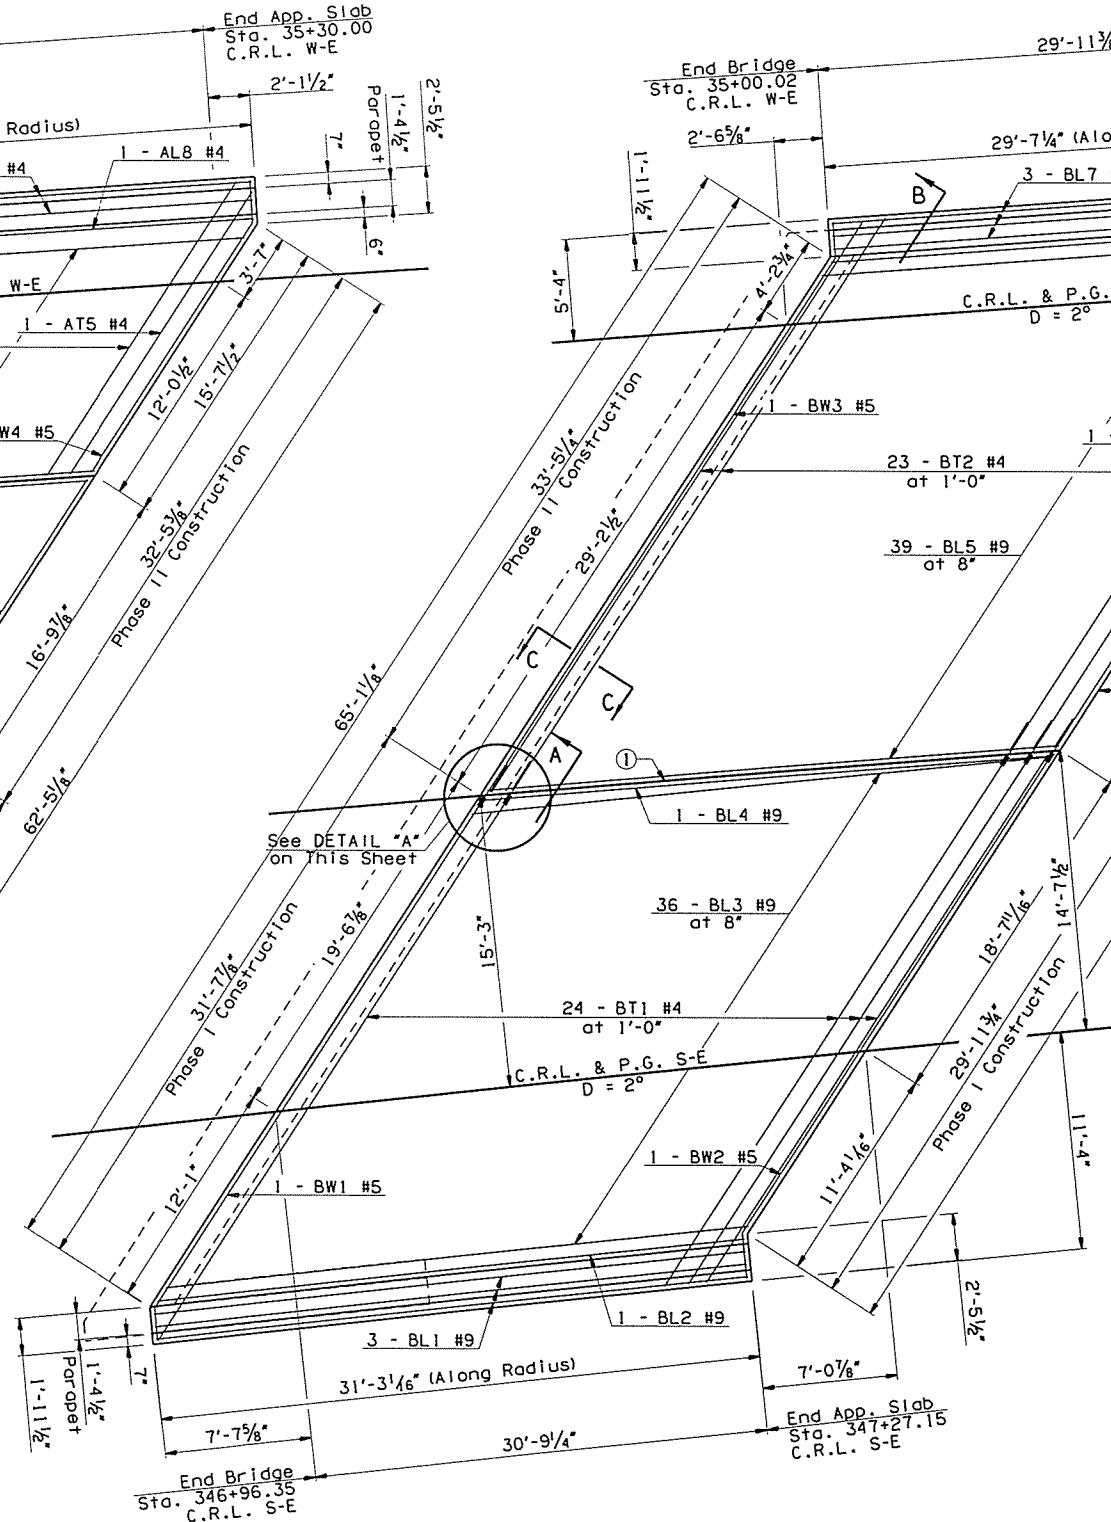 End App. Slab
Sta. 35+30.00
C.R.L. W-E
2'-1½"
Radius)
#4
1 - AL8 #4
7"
Parapet
1'-4½"
2'-5½"
6"
W-E
3'-7"
1 - AT5 #4
12'-0½"
15'-7½"
W4 #5
32'-5⅜"
Phase II Construction
16'-9⅞"
62'-5⅛"
End Bridge
Sta. 35+00.02
C.R.L. W-E
29'-11⅜
2'-6⅝"
29'-7¼" (Alo
1'-11½"
5'-4"
B
3 - BL7
4'-2¾"
C.R.L. & P.G.
D = 2°
1 - BW3 #5
1
23 - BT2 #4
at 1'-0"
33'-5¼"
Phase II Construction
29'-2½"
39 - BL5 #9
at 8"
65'-1⅛"
C
C
A
1
1 - BL4 #9
See DETAIL "A"
on This Sheet
36 - BL3 #9
at 8"
31'-7⅞"
Phase I Construction
19'-6⅞"
15'-3"
18'-7¹¹⁄₁₆"
14'-7½"
24 - BT1 #4
at 1'-0"
C.R.L. & P.G. S-E
D = 2°
29'-11¾"
Phase I Construction
11'-4"
12'-1"
1 - BW1 #5
1 - BW2 #5
11'-4¹⁄₁₆"
2'-5½"
3 - BL1 #9
1 - BL2 #9
1'-11½"
Parapet
1'-4½"
7"
31'-3¹⁄₁₆" (Along Radius)
7'-0⅞"
7'-7⅝"
30'-9¼"
End App. Slab
Sta. 347+27.15
C.R.L. S-E
End Bridge
Sta. 346+96.35
C.R.L. S-E